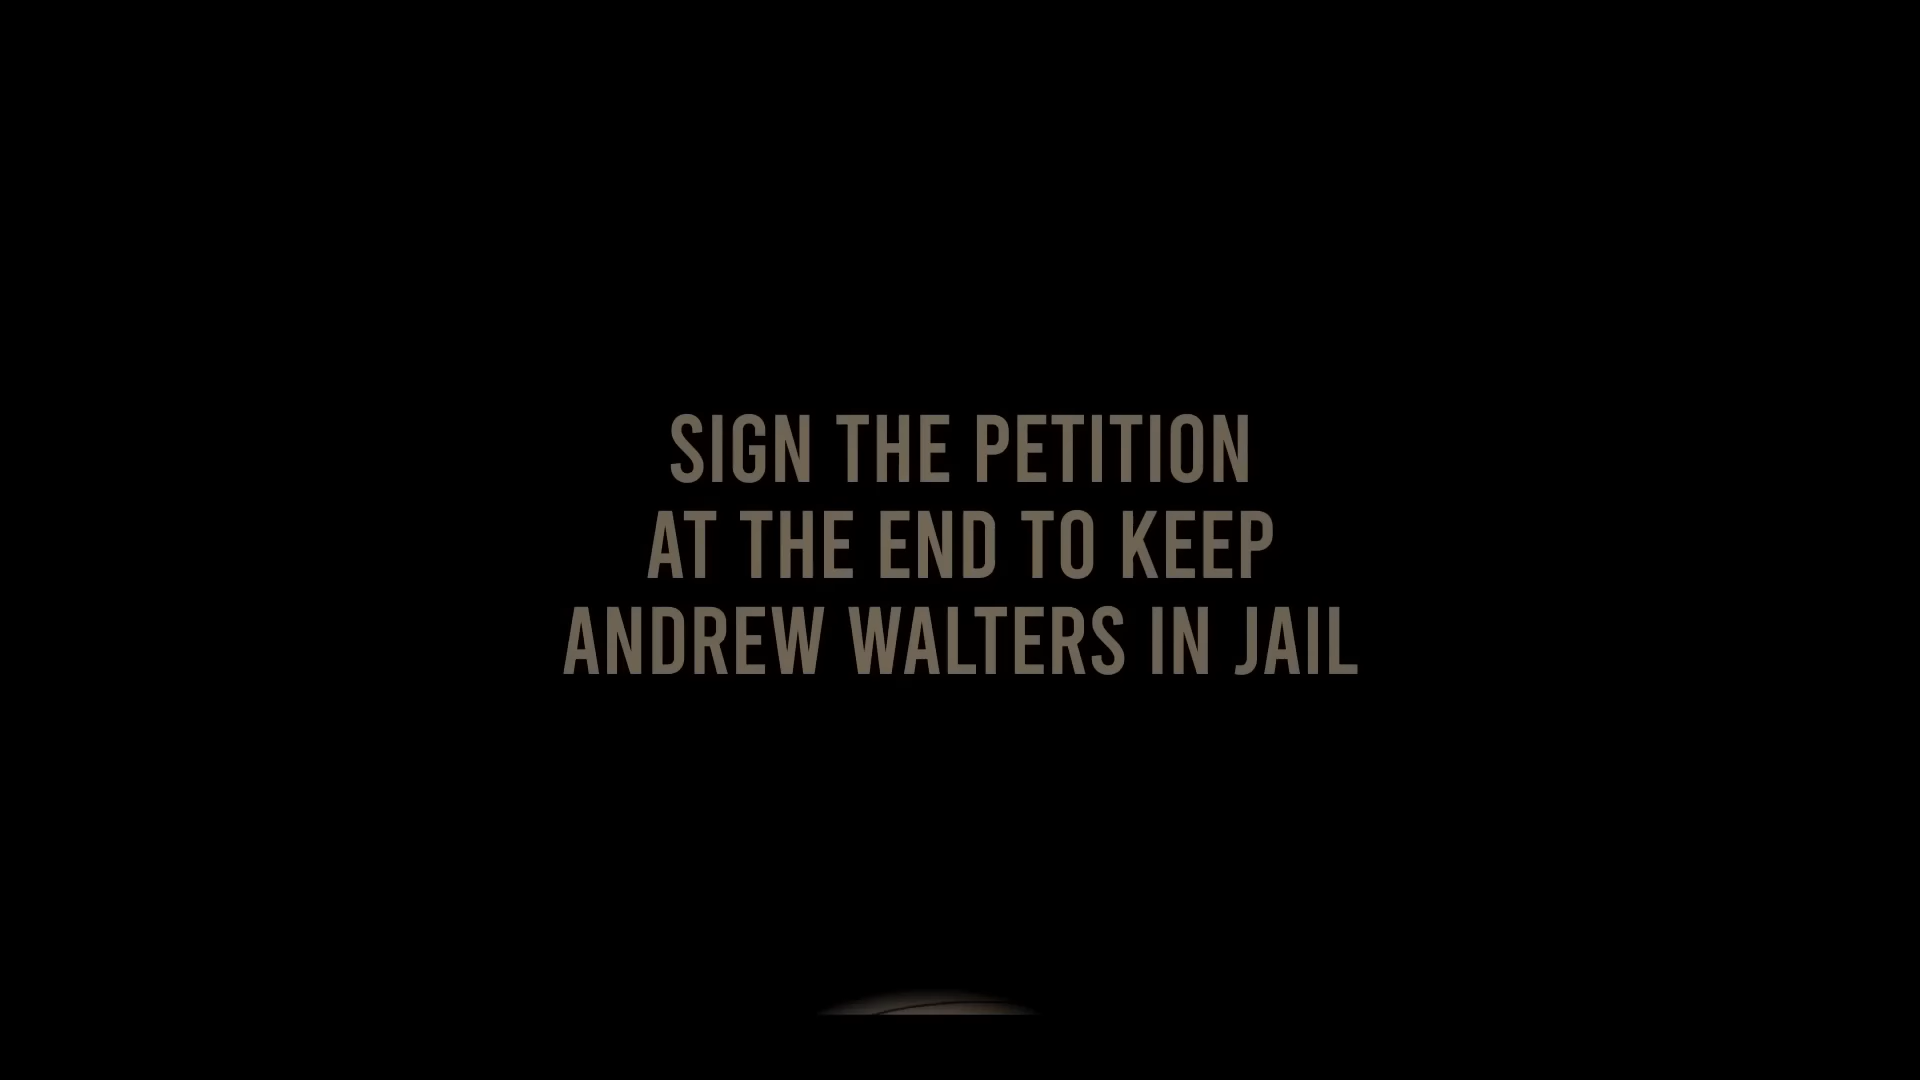 SIGN THE PETITION
AT THE END TO KEEP
ANDREW WALTERS IN JAIL